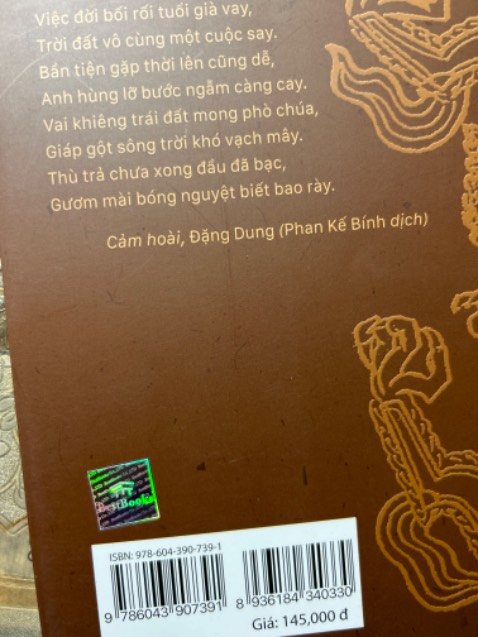 Việc đời bối rối tuổi già vay,
Trời đất vô cùng một cuộc say.
Bần tiện gặp thời lên cũng dễ,
Anh hùng lỡ bước ngẫm càng cay.
Vai khiêng trái đất mong phò chúa,
Giáp gột sông trời khó vạch mây.
Thù trả chưa xong đầu đã bạc,
Gươm mài bóng nguyệt biết bao rày.
Cảm hoài, Đặng Dung (Phan Kế Bính dịch)
BestBooks
ISBN: 978-604-390-739-1
9 786043 907391
8 936184 340330
Giá: 145,000 đ